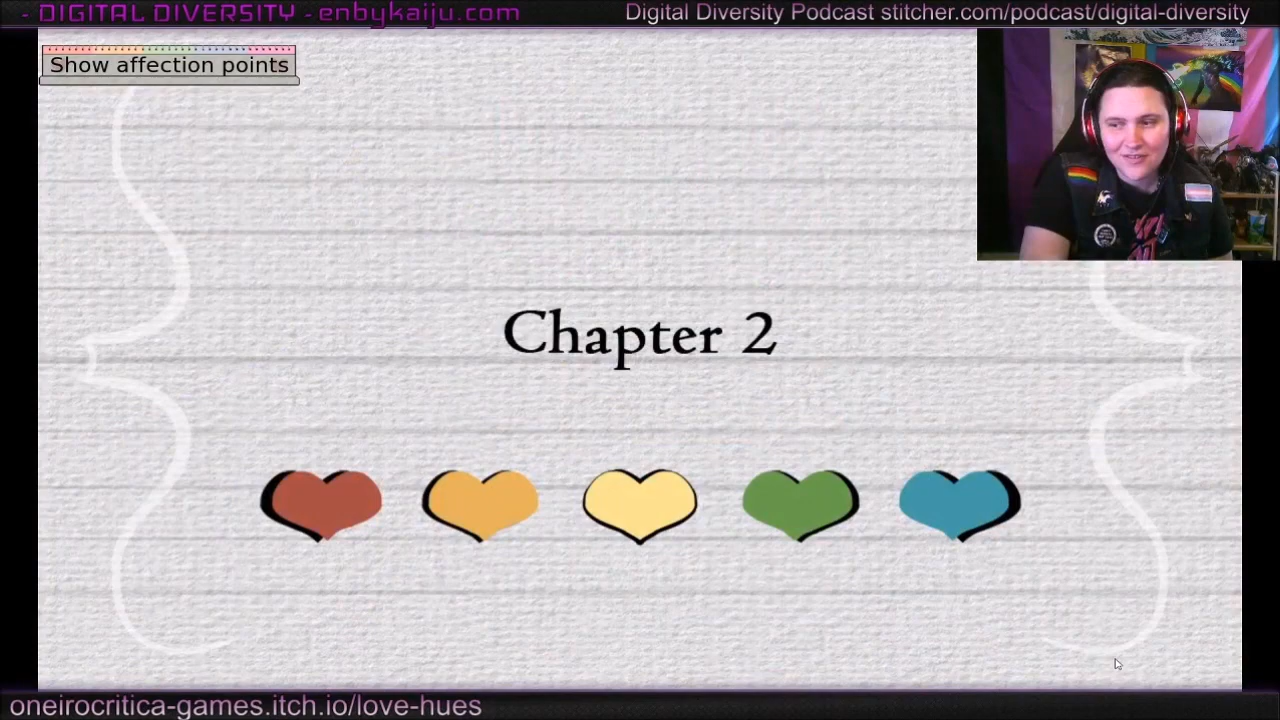 - DIGITAL DIVERSITY - enbykaiju.com
Digital Diversity Podcast stitcher.com/podcast/digital-diversity
Show affection points
Chapter 2
oneirocritica-games.itch.io/love-hues